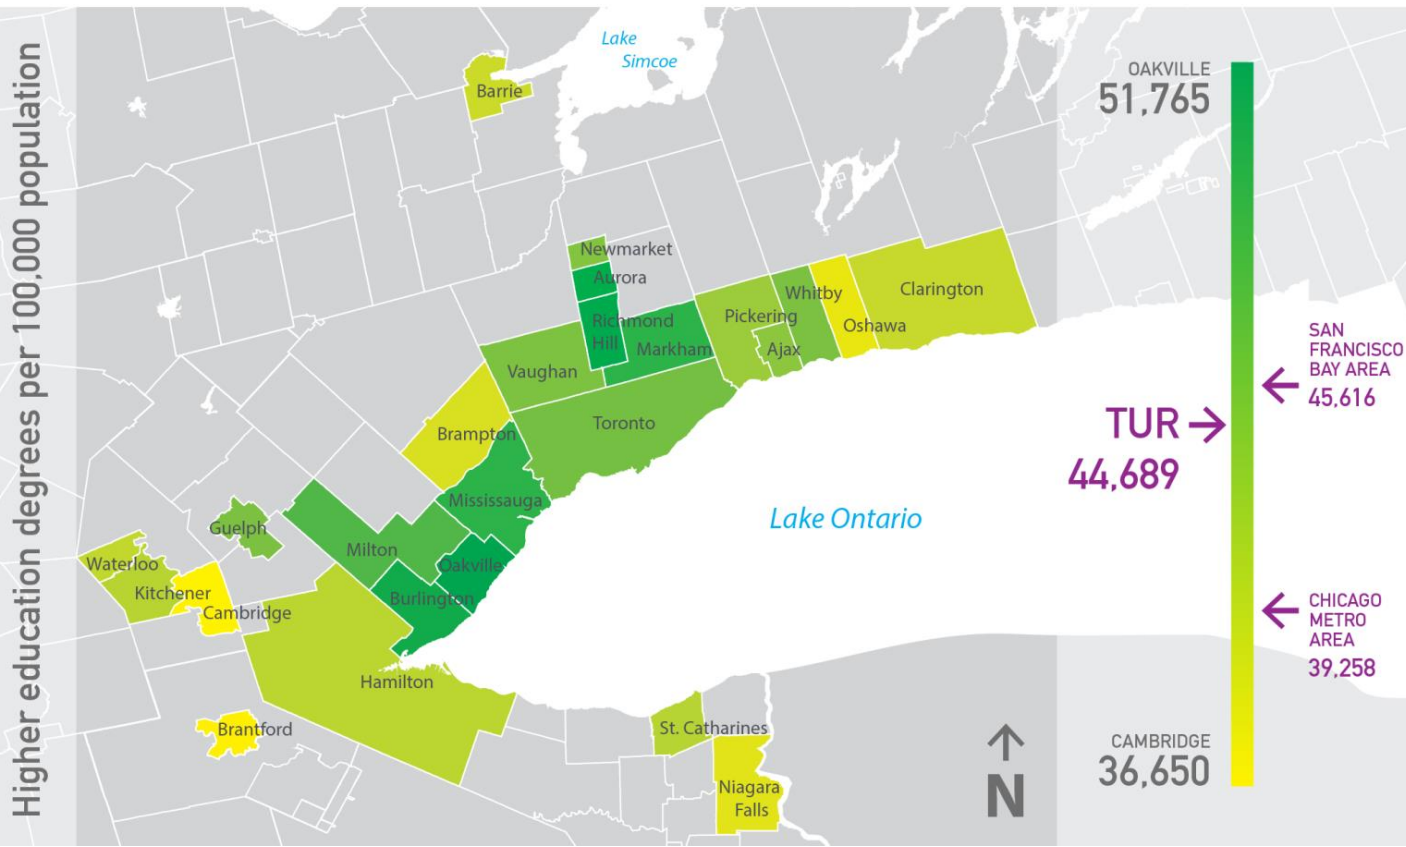 Higher education degrees per 100,000 population
Lake
Simcoe
Barrie
Newmarket
Aurora
Richmond
Hill
Markham
Vaughan
Pickering
Ajax
Whitby
Oshawa
Clarington
Toronto
Brampton
Mississauga
Guelph
Milton
Oakville
Burlington
Waterloo
Kitchener
Cambridge
Hamilton
Brantford
St. Catharines
Niagara
Falls
Lake Ontario
N
OAKVILLE
51,765
SAN
FRANCISCO
BAY AREA
45,616
TUR
44,689
CHICAGO
METRO
AREA
39,258
CAMBRIDGE
36,650